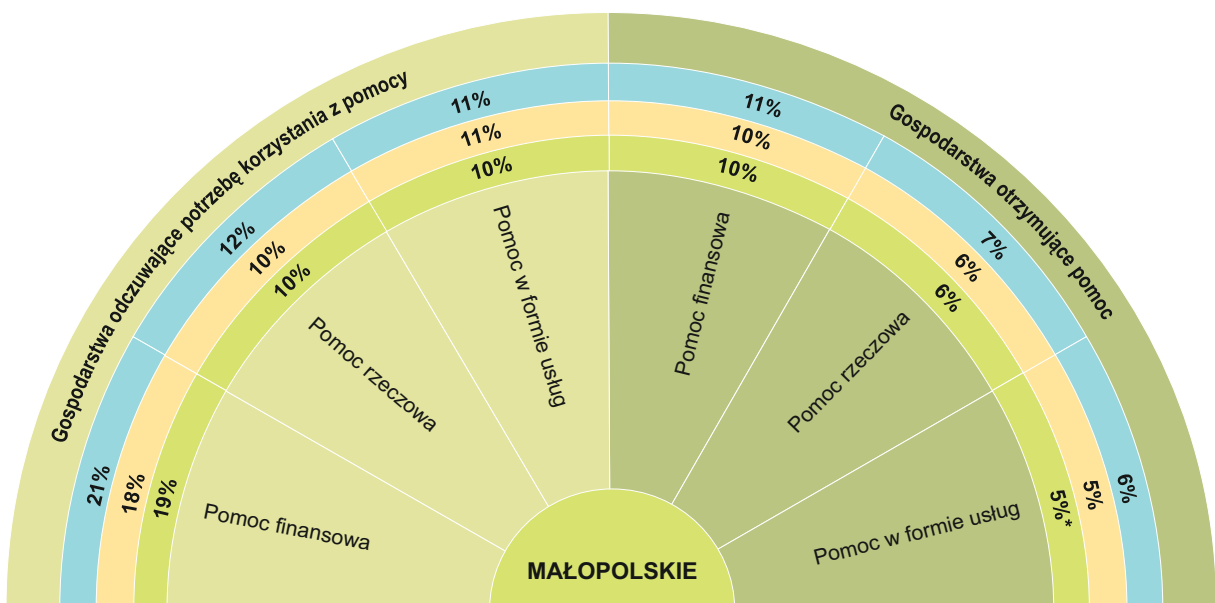 Gospodarstwa odczuwające potrzebę korzystania z pomocy
Gospodarstwa otrzymujące pomoc
21%
18%
19%
Pomoc finansowa
12%
10%
10%
Pomoc rzeczowa
11%
11%
10%
Pomoc w formie usług
11%
10%
10%
Pomoc finansowa
7%
6%
6%
Pomoc rzeczowa
6%
5%
5%*
Pomoc w formie usług
MAŁOPOLSKIE